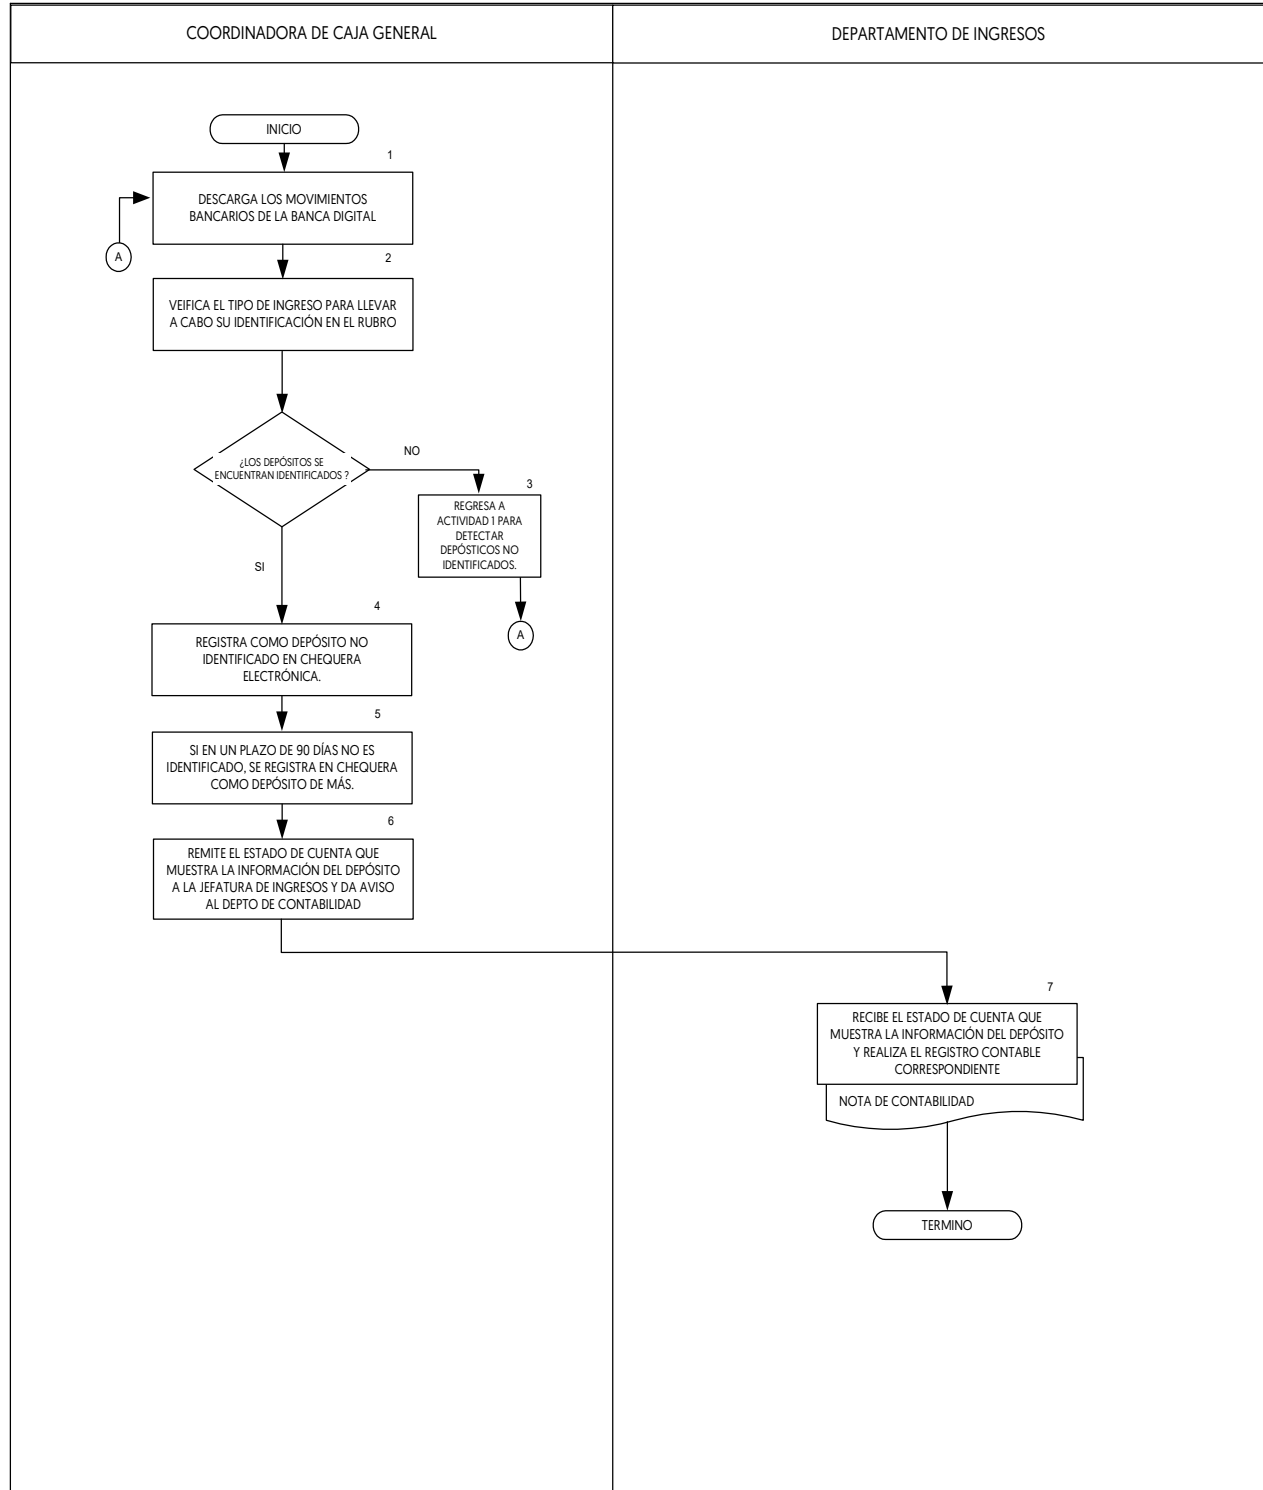 COORDINADORA DE CAJA GENERAL
DEPARTAMENTO DE INGRESOS
INICIO
1
DESCARGA LOS MOVIMIENTOS
BANCARIOS DE LA BANCA DIGITAL
A
2
VEIFICA EL TIPO DE INGRESO PARA LLEVAR
A CABO SU IDENTIFICACIÓN EN EL RUBRO
¿LOS DEPÓSITOS SE
ENCUENTRAN IDENTIFICADOS ?
NO
3
REGRESA A
ACTIVIDAD 1 PARA
DETECTAR
DEPÓSTICOS NO
IDENTIFICADOS.
A
SI
4
REGISTRA COMO DEPÓSITO NO
IDENTIFICADO EN CHEQUERA
ELECTRÓNICA.
5
SI EN UN PLAZO DE 90 DÍAS NO ES
IDENTIFICADO, SE REGISTRA EN CHEQUERA
COMO DEPÓSITO DE MÁS.
6
REMITE EL ESTADO DE CUENTA QUE
MUESTRA LA INFORMACIÓN DEL DEPÓSITO
A LA JEFATURA DE INGRESOS Y DA AVISO
AL DEPTO DE CONTABILIDAD
7
RECIBE EL ESTADO DE CUENTA QUE
MUESTRA LA INFORMACIÓN DEL DEPÓSITO
Y REALIZA EL REGISTRO CONTABLE
CORRESPONDIENTE
NOTA DE CONTABILIDAD
TERMINO